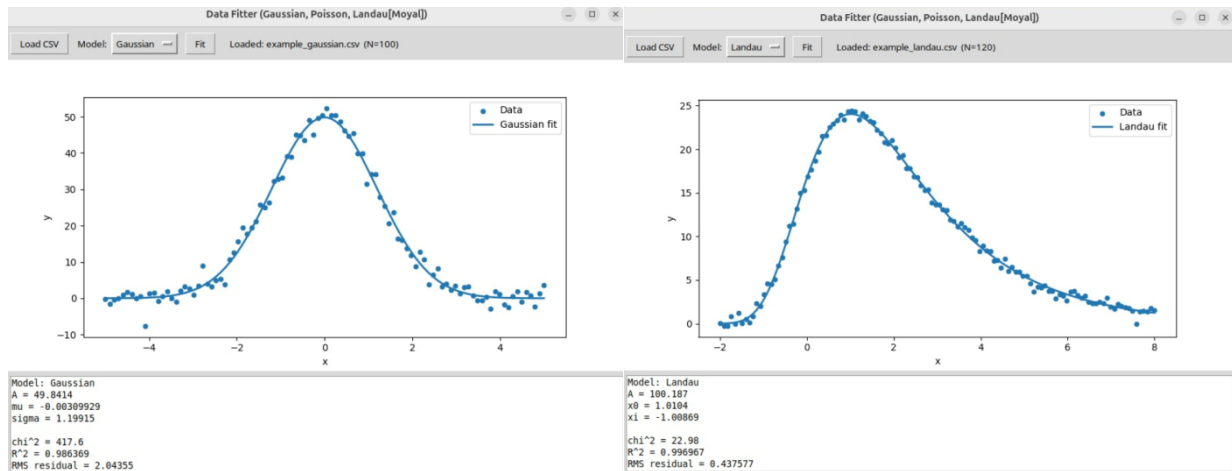 Data Fitter (Gaussian, Poisson, Landau[Moyal])
Load CSV Model: Gaussian Fit Loaded: example_gaussian.csv (N=100)
50
40
30
20
10
0
−10
y
−4 −2 0 2 4
x
Data
Gaussian fit
Model: Gaussian
A = 49.8414
mu = -0.00309929
sigma = 1.19915
chi^2 = 417.6
R^2 = 0.986369
RMS residual = 2.04355
Data Fitter (Gaussian, Poisson, Landau[Moyal])
Load CSV Model: Landau Fit Loaded: example_landau.csv (N=120)
25
20
15
10
5
0
y
−2 0 2 4 6 8
x
Data
Landau fit
Model: Landau
A = 100.187
x0 = 1.0104
xi = -1.00869
chi^2 = 22.98
R^2 = 0.996967
RMS residual = 0.437577